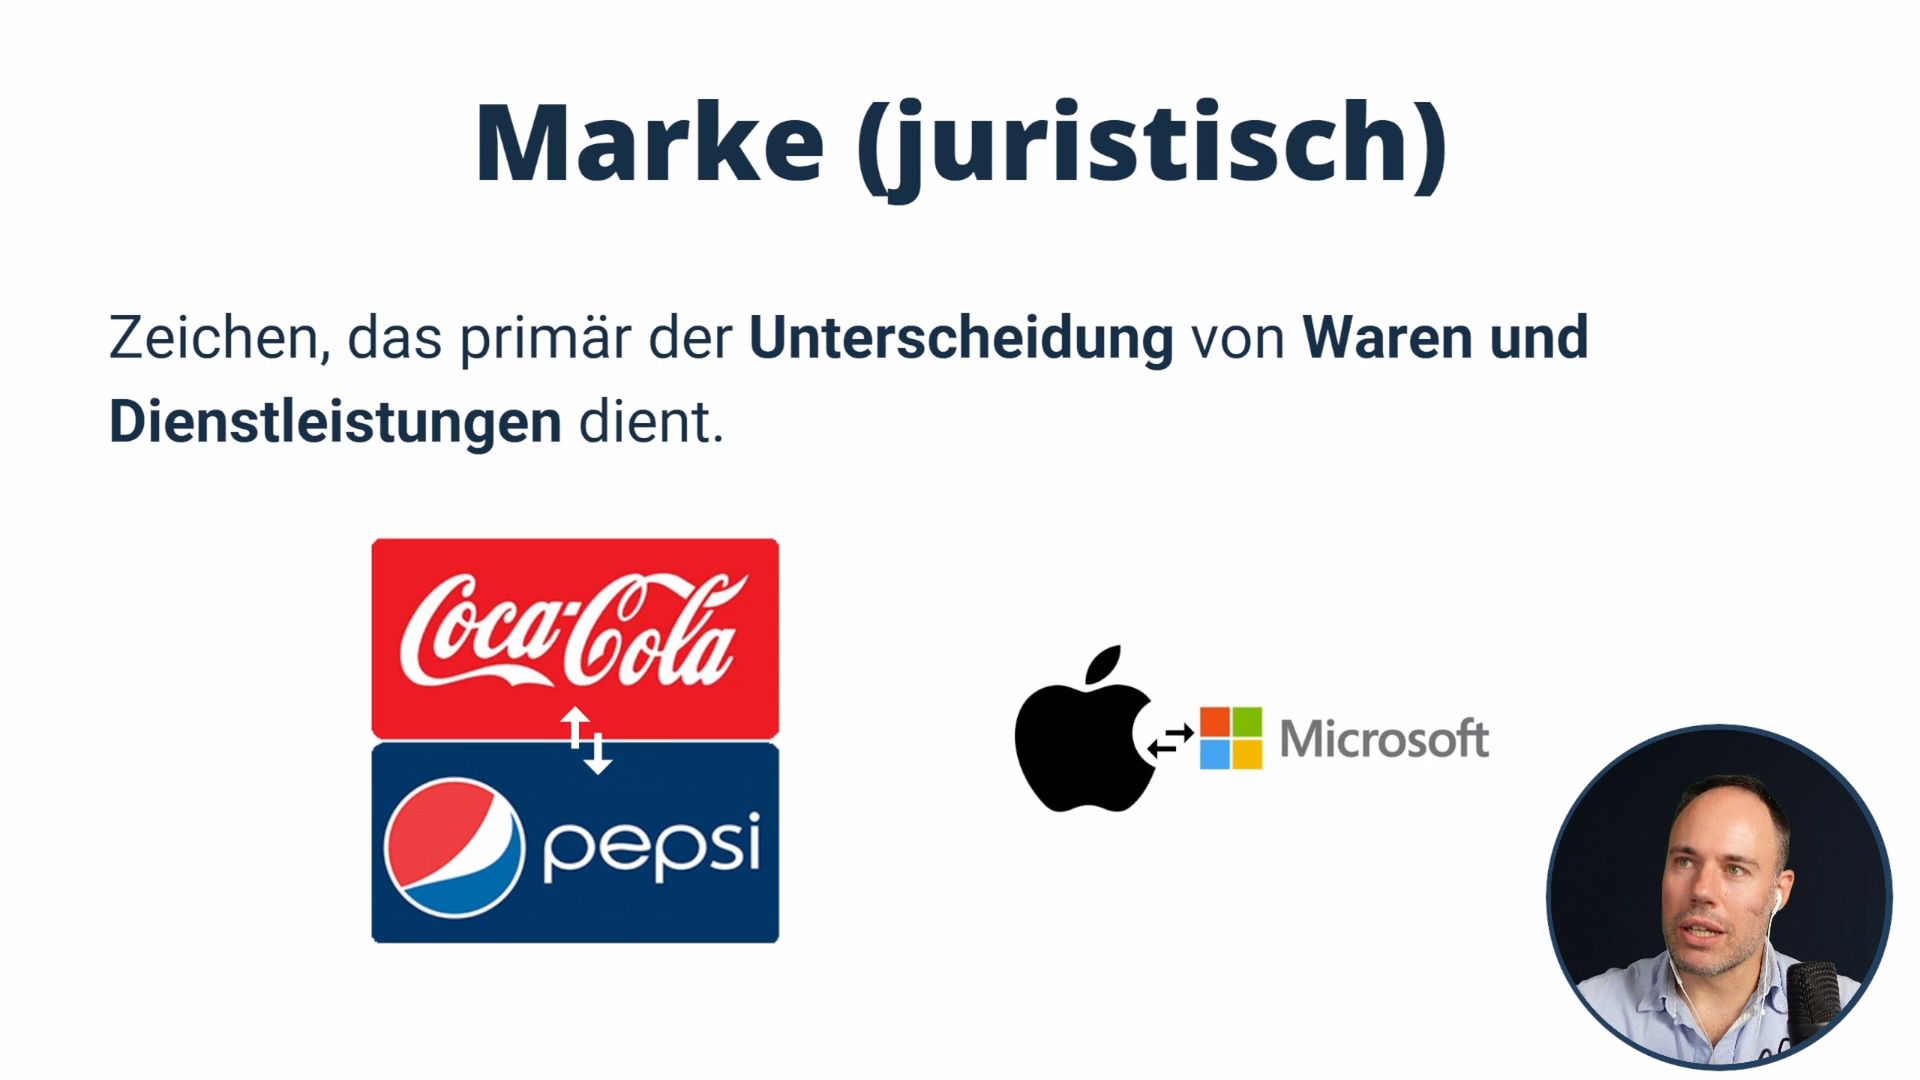 Marke (juristisch)
Zeichen, das primär der Unterscheidung von Waren und
Dienstleistungen dient.
Coca-Cola
pepsi
Microsoft